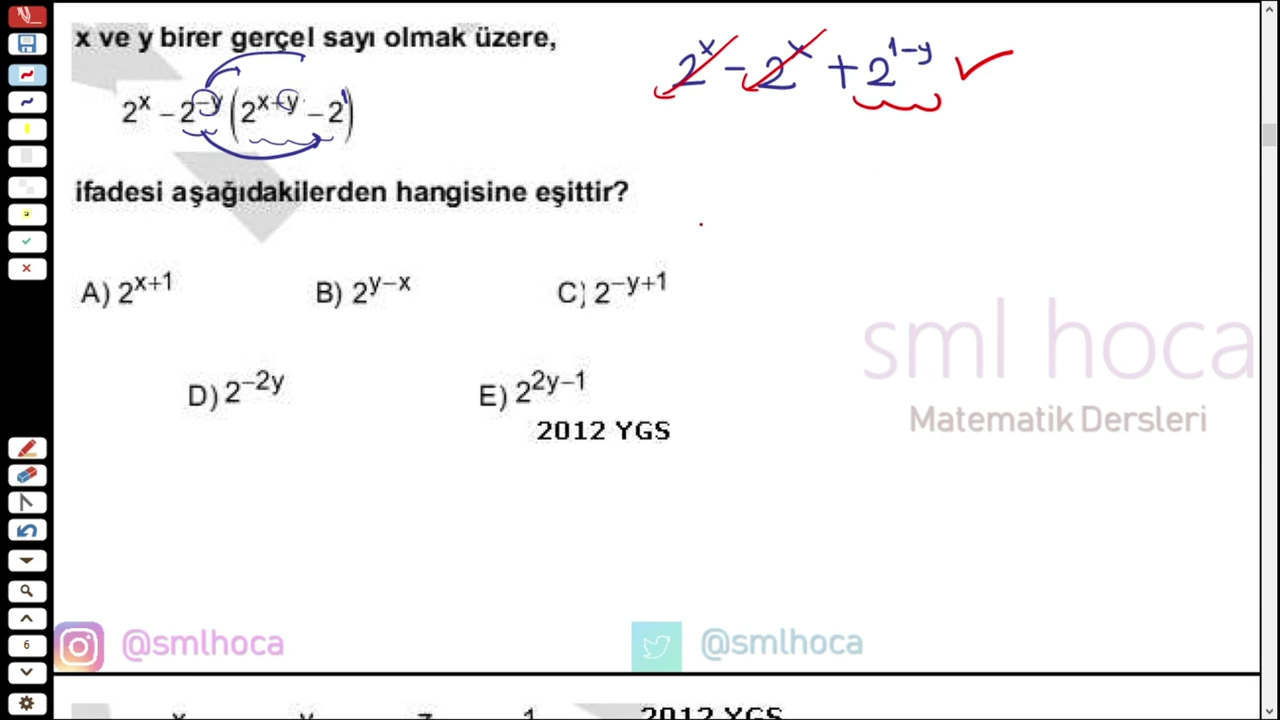 x ve y birer gerçel sayı olmak üzere,
2^x − 2^−y (2^x+y − 2^1)
2^x − 2^x + 2^1−y ✓
ifadesi aşağıdakilerden hangisine eşittir?
A) 2^x+1 B) 2^y−x C) 2^−y+1
D) 2^−2y E) 2^2y−1
2012 YGS
sml hoca
Matematik Dersleri
6
@smlhoca @smlhoca
2012 YGS